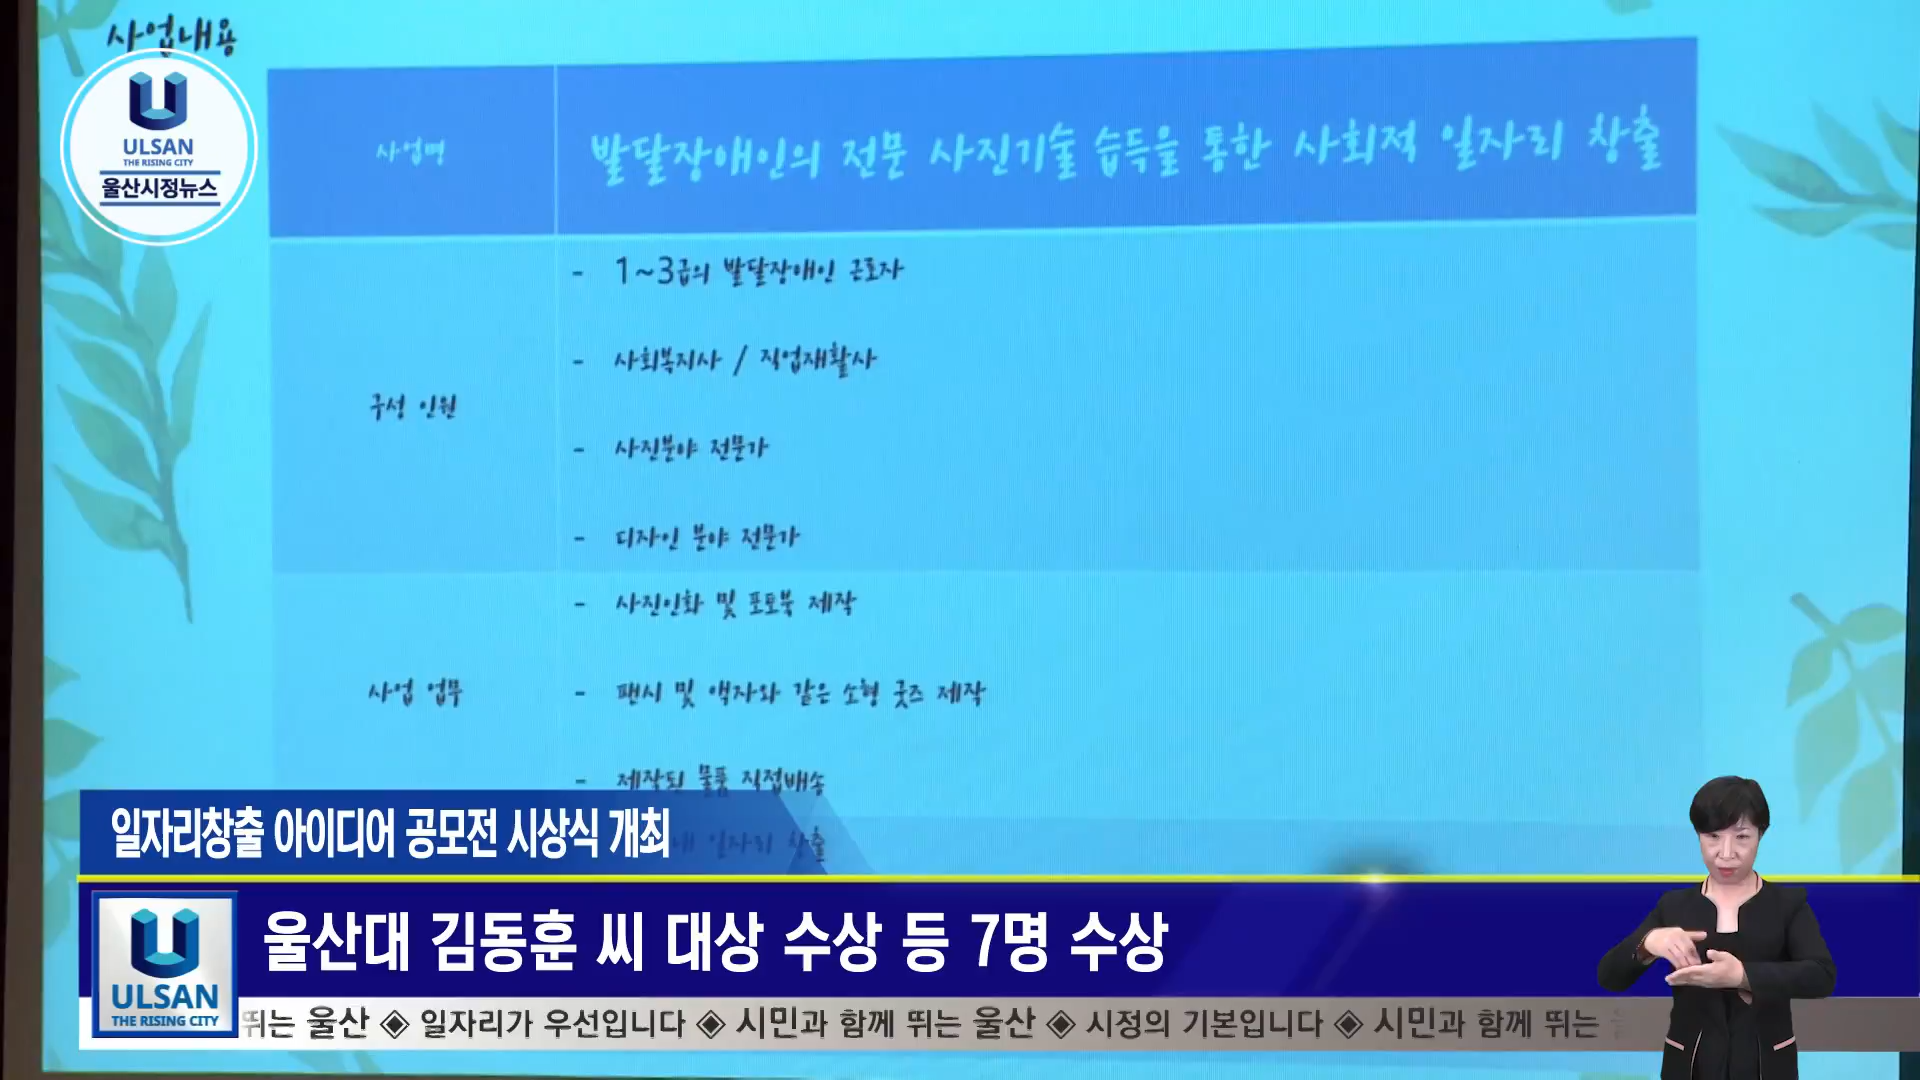 사업내용
ULSAN
THE RISING CITY
울산시정뉴스
사업명
발달장애인의 전문 사진기술 습득을 통한 사회적 일자리 창출
구성 인원
- 1~3급의 발달장애인 근로자
- 사회복지사 / 직업재활사
- 사진분야 전문가
- 디자인 분야 전문가
사업 업무
- 사진인화 및 포토북 제작
- 팬시 및 액자와 같은 소형 굿즈 제작
- 제작된 물품 직접배송
내 일자리 창출
일자리창출 아이디어 공모전 시상식 개최
울산대 김동훈 씨 대상 수상 등 7명 수상
ULSAN
THE RISING CITY
뛰는 울산 ◈ 일자리가 우선입니다 ◈ 시민과 함께 뛰는 울산 ◈ 시정의 기본입니다 ◈ 시민과 함께 뛰는